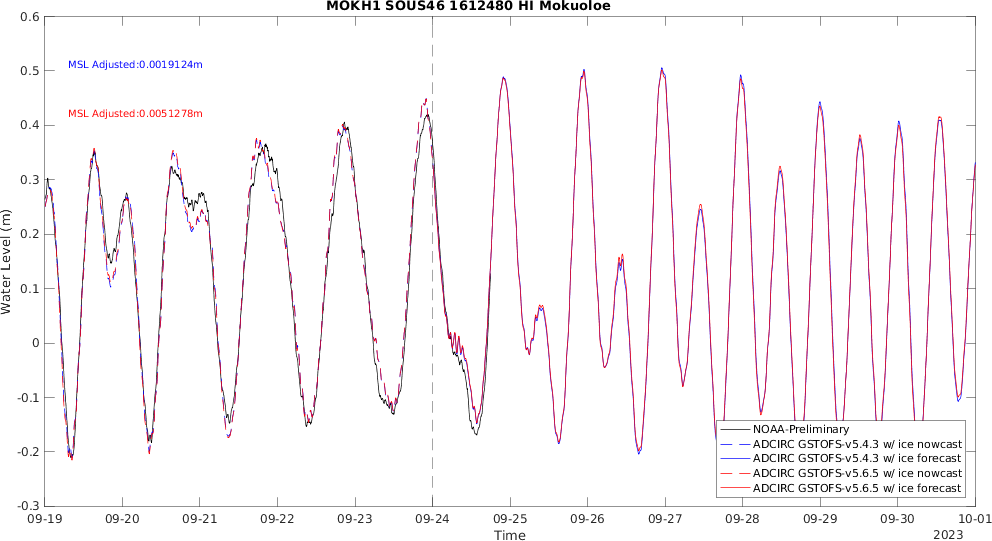 MOKH1 SOUS46 1612480 HI Mokuoloe
0.6
0.5
0.4
0.3
0.2
0.1
0
-0.1
-0.2
-0.3
Water Level (m)
MSL Adjusted:0.0019124m
MSL Adjusted:0.0051278m
NOAA-Preliminary
ADCIRC GSTOFS-v5.4.3 w/ ice nowcast
ADCIRC GSTOFS-v5.4.3 w/ ice forecast
ADCIRC GSTOFS-v5.6.5 w/ ice nowcast
ADCIRC GSTOFS-v5.6.5 w/ ice forecast
09-19 09-20 09-21 09-22 09-23 09-24 09-25 09-26 09-27 09-28 09-29 09-30 10-01
Time
2023